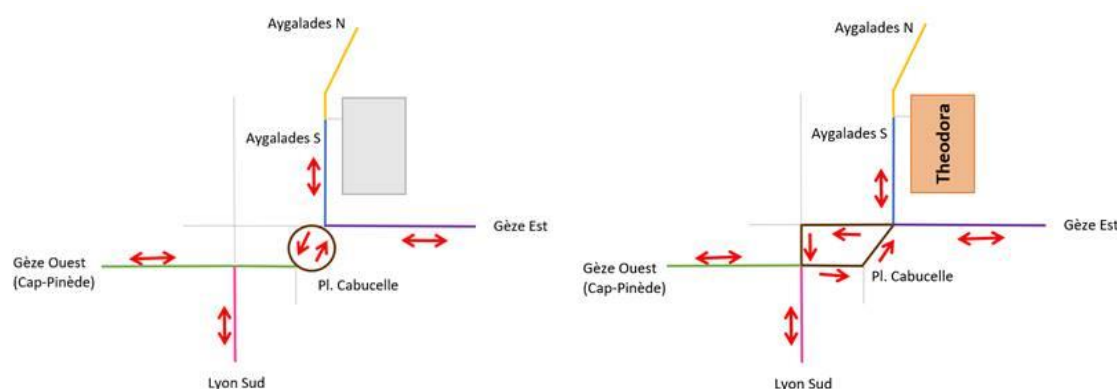 Aygalades N
Aygalades S
Gèze Est
Gèze Ouest
(Cap-Pinède)
Pl. Cabucelle
Lyon Sud
Aygalades N
Aygalades S
Theodora
Gèze Est
Gèze Ouest
(Cap-Pinède)
Pl. Cabucelle
Lyon Sud